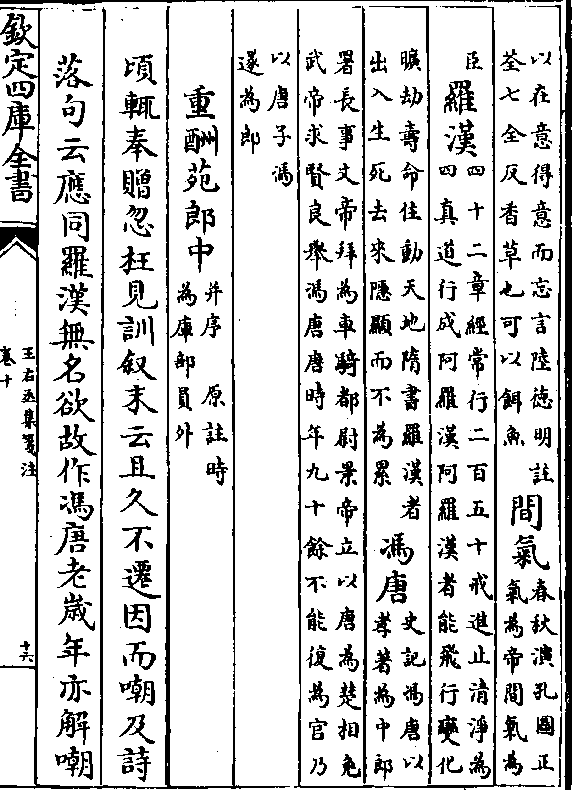 以在意得意而忘言陸德明註
荃七全反香草也可以餌魚
間氣
春秋演孔圖正
氣為帝間氣為
臣
羅漢
四十二章經常行二百五十戒進止清淨為
四真道行成阿羅漢阿羅漢者能飛行變化
曠劫壽命住動天地隋書羅漢者
出入生死去來隱顯而不為累
馮唐
史記馮唐以
孝著為中郎
署長事文帝拜為車騎都尉景帝立以唐為楚相免
武帝求賢良舉馮唐唐時年九十餘不能復為官乃
以唐子馮
遂為郎
重酬苑郎中
并序 原註時
為庫部員外
頃輒奉贈忽枉見詶叙末云且久不遷因而嘲及詩
落句云應同羅漢無名欲故作馮唐老歲年亦解嘲
欽定四庫全書
王右丞集箋注
卷十
十六